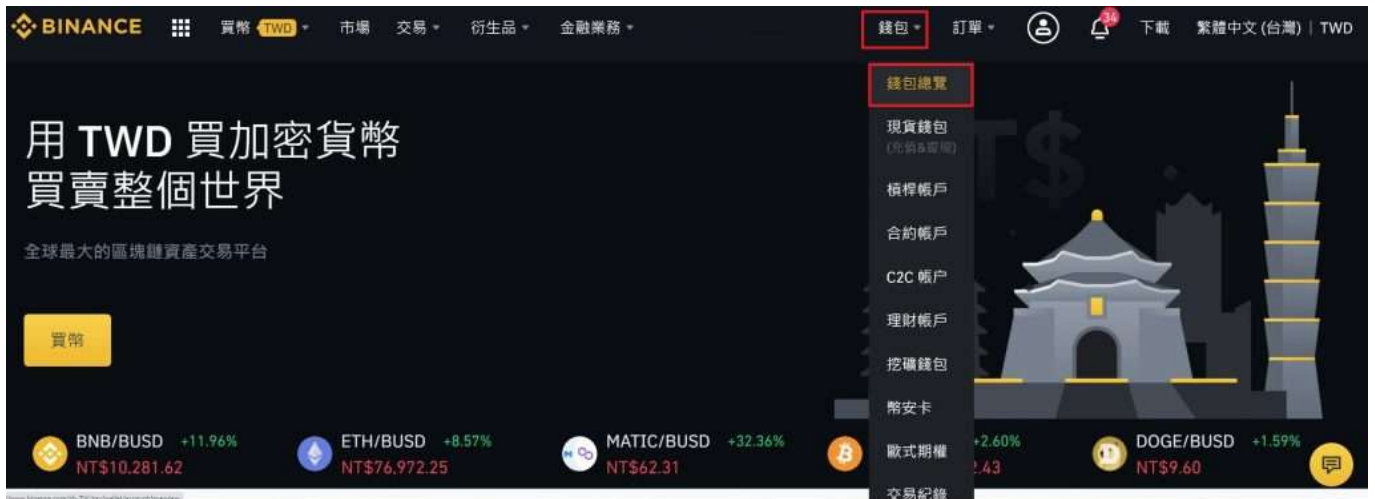 BINANCE 買幣 TWD 市場 交易 衍生品 金融業務 錢包 訂單 34 下載 繁體中文 (台灣) | TWD
錢包總覽
現貨錢包
槓桿帳戶
合約帳戶
C2C 帳户
理財帳戶
挖礦錢包
幣安卡
歐式期權
交易紀錄
用 TWD 買加密貨幣
買賣整個世界
全球最大的區塊鏈資產交易平台
買幣
NT$
BNB/BUSD +11.96%
NT$10,281.62
ETH/BUSD +8.57%
NT$76,972.25
MATIC/BUSD +32.36%
NT$62.31
+2.60%
2.43
DOGE/BUSD +1.59%
NT$9.60